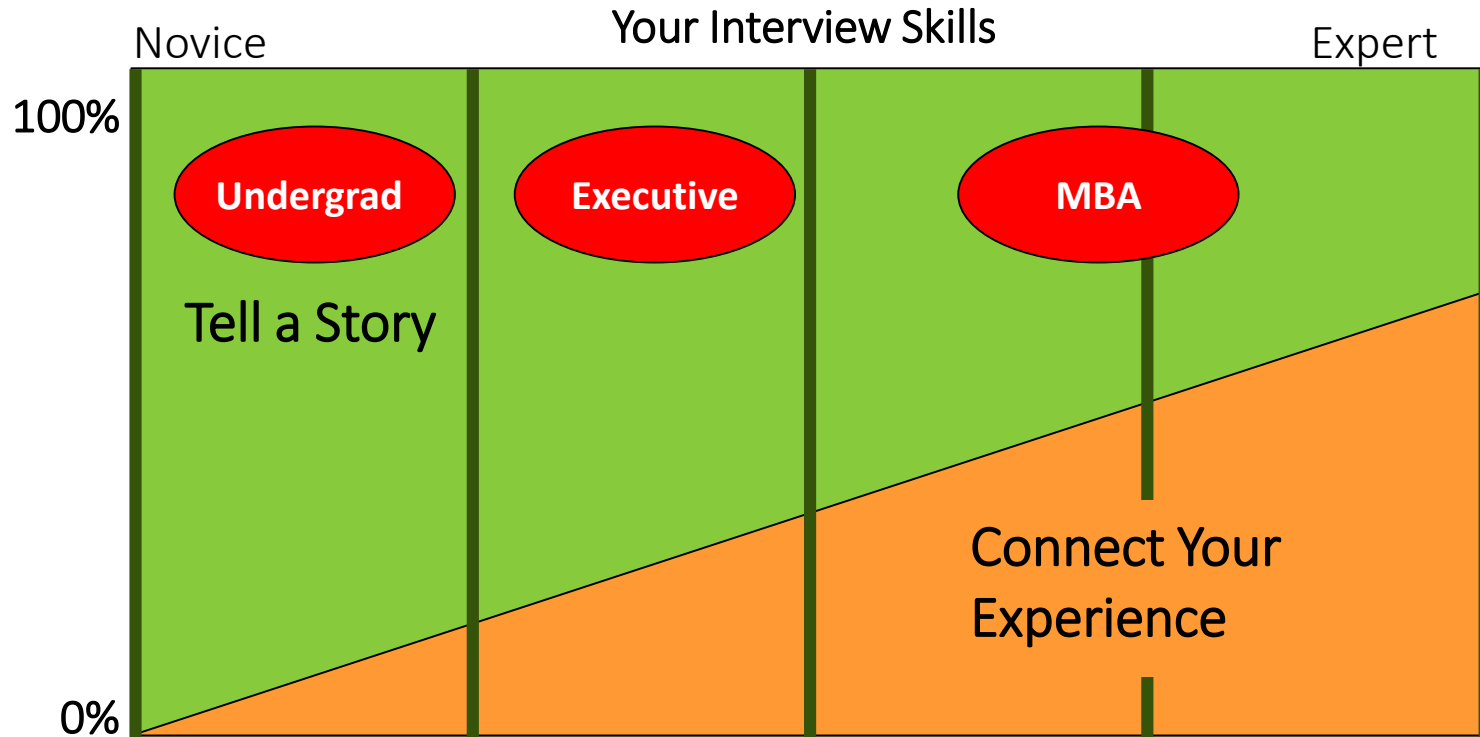 Your Interview Skills
Novice
Expert
100%
Undergrad
Executive
MBA
Tell a Story
Connect Your
Experience
0%